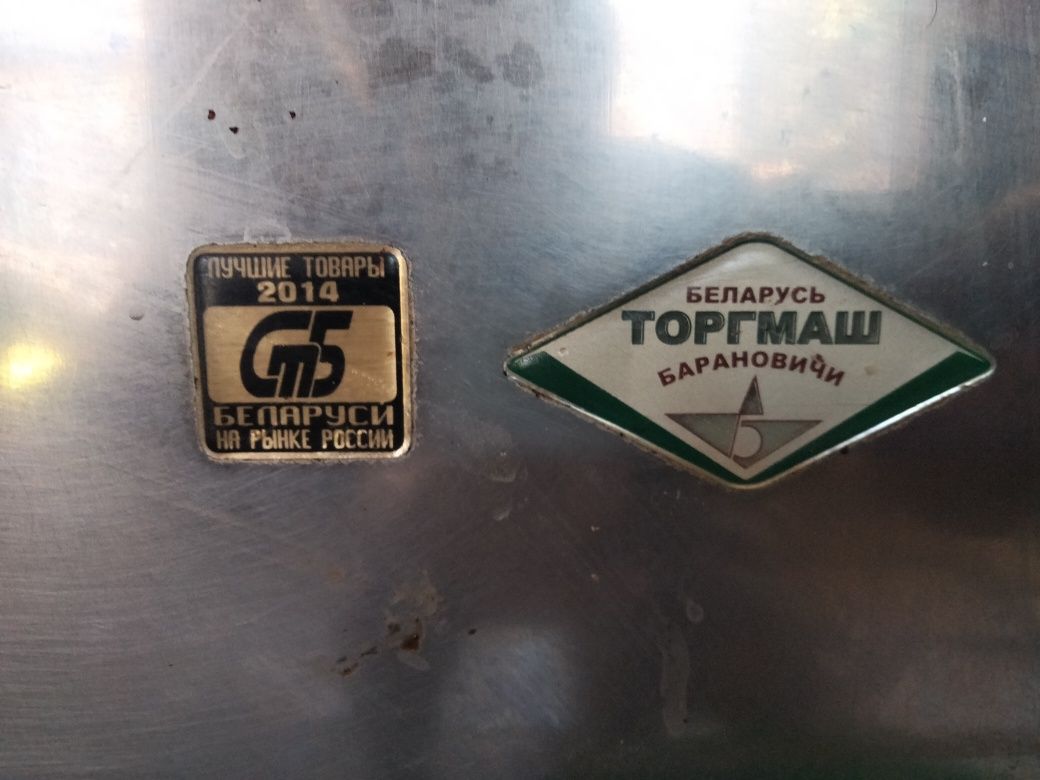 ЛУЧШИЕ ТОВАРЫ
2014
СТБ
БЕЛАРУСИ
НА РЫНКЕ РОССИИ
БЕЛАРУСЬ
ТОРГМАШ
БАРАНОВИЧИ